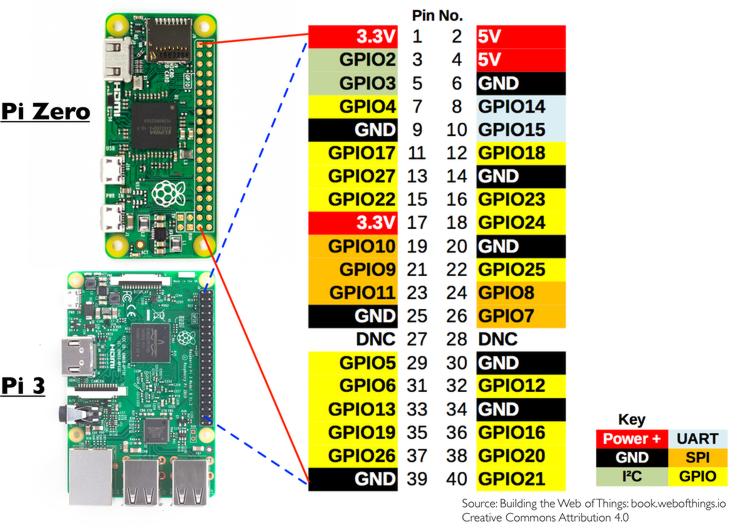 Pin No.
3.3V 1 2 5V
GPIO2 3 4 5V
GPIO3 5 6 GND
GPIO4 7 8 GPIO14
GND 9 10 GPIO15
GPIO17 11 12 GPIO18
GPIO27 13 14 GND
GPIO22 15 16 GPIO23
3.3V 17 18 GPIO24
GPIO10 19 20 GND
GPIO9 21 22 GPIO25
GPIO11 23 24 GPIO8
GND 25 26 GPIO7
DNC 27 28 DNC
GPIO5 29 30 GND
GPIO6 31 32 GPIO12
GPIO13 33 34 GND
GPIO19 35 36 GPIO16
GPIO26 37 38 GPIO20
GND 39 40 GPIO21
Pi Zero
HDMI
USB
PWR IN
Pi 3
HDMI
Key
Power + UART
GND SPI
I²C GPIO
Source: Building the Web of Things: book.webofthings.io
Creative Commons Attribution 4.0